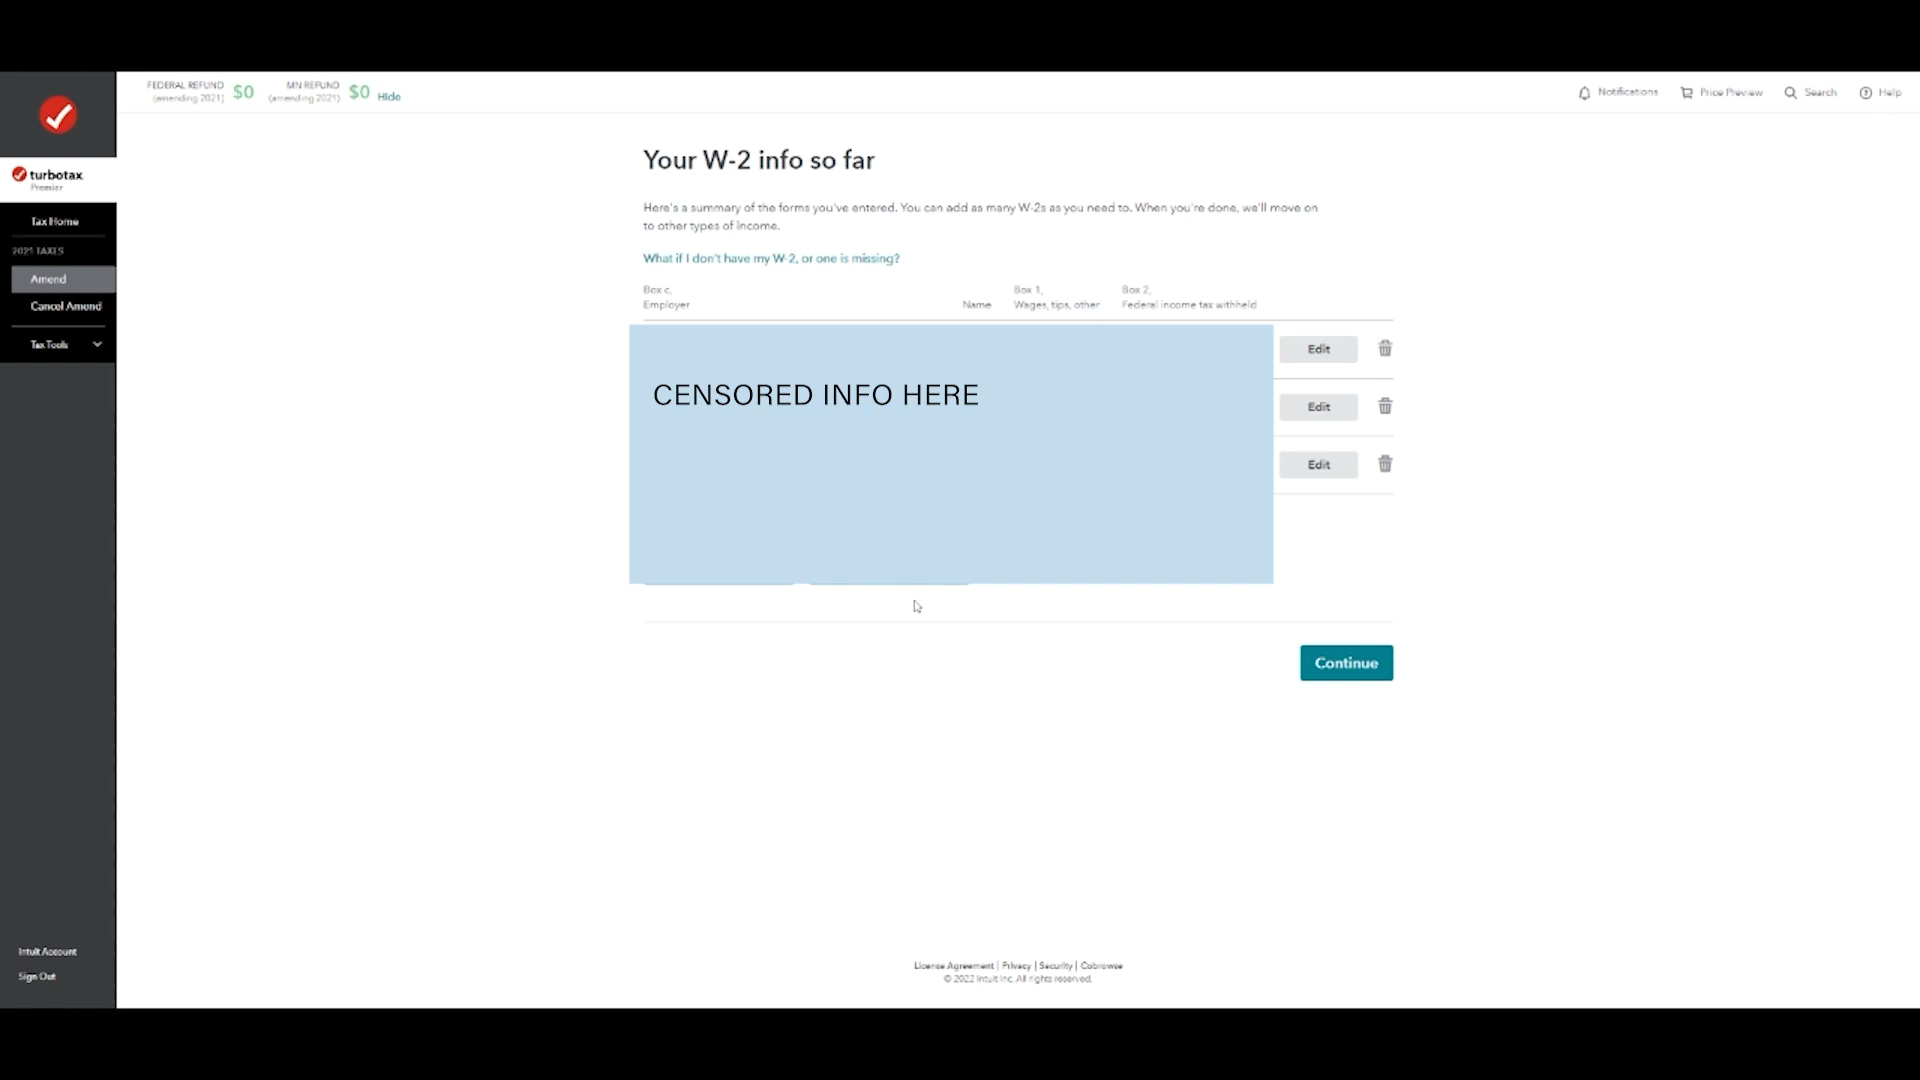 FEDERAL REFUND
(amending 2021)
$0
MN REFUND
(amending 2021)
$0
Hide
Notifications
Price Preview
Search
Help
turbotax
Premier
Tax Home
2021 TAXES
Amend
Cancel Amend
Tax Tools
Intuit Account
Sign Out
Your W-2 info so far
Here's a summary of the forms you've entered. You can add as many W-2s as you need to. When you're done, we'll move on
to other types of income.
What if I don't have my W-2, or one is missing?
Box c,
Employer
Name
Box 1,
Wages, tips, other
Box 2,
Federal income tax withheld
CENSORED INFO HERE
Edit
Edit
Edit
Continue
License Agreement | Privacy | Security | Cobrowse
© 2022 Intuit Inc. All rights reserved.